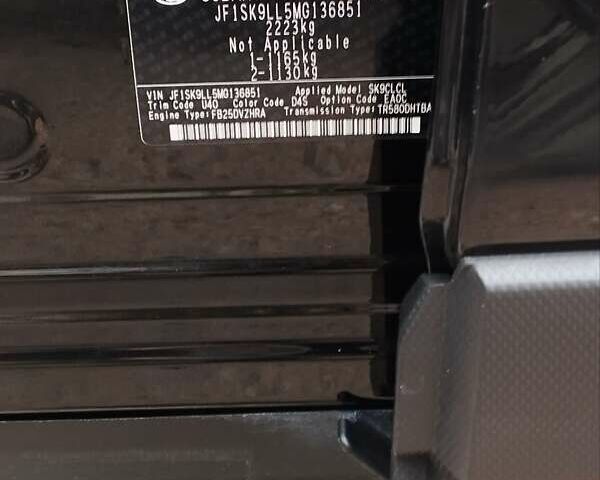 JF1SK9LL5MG136851
2223kg
Not Applicable
1-1165kg
2-1130kg
VIN JF1SK9LL5MG136851 Applied Model SK9CLCL
Trim Code U40 Color Code D4S Option Code EA0C
Engine Type:FB25DVZHRA Transmission Type:TR580DHTBA